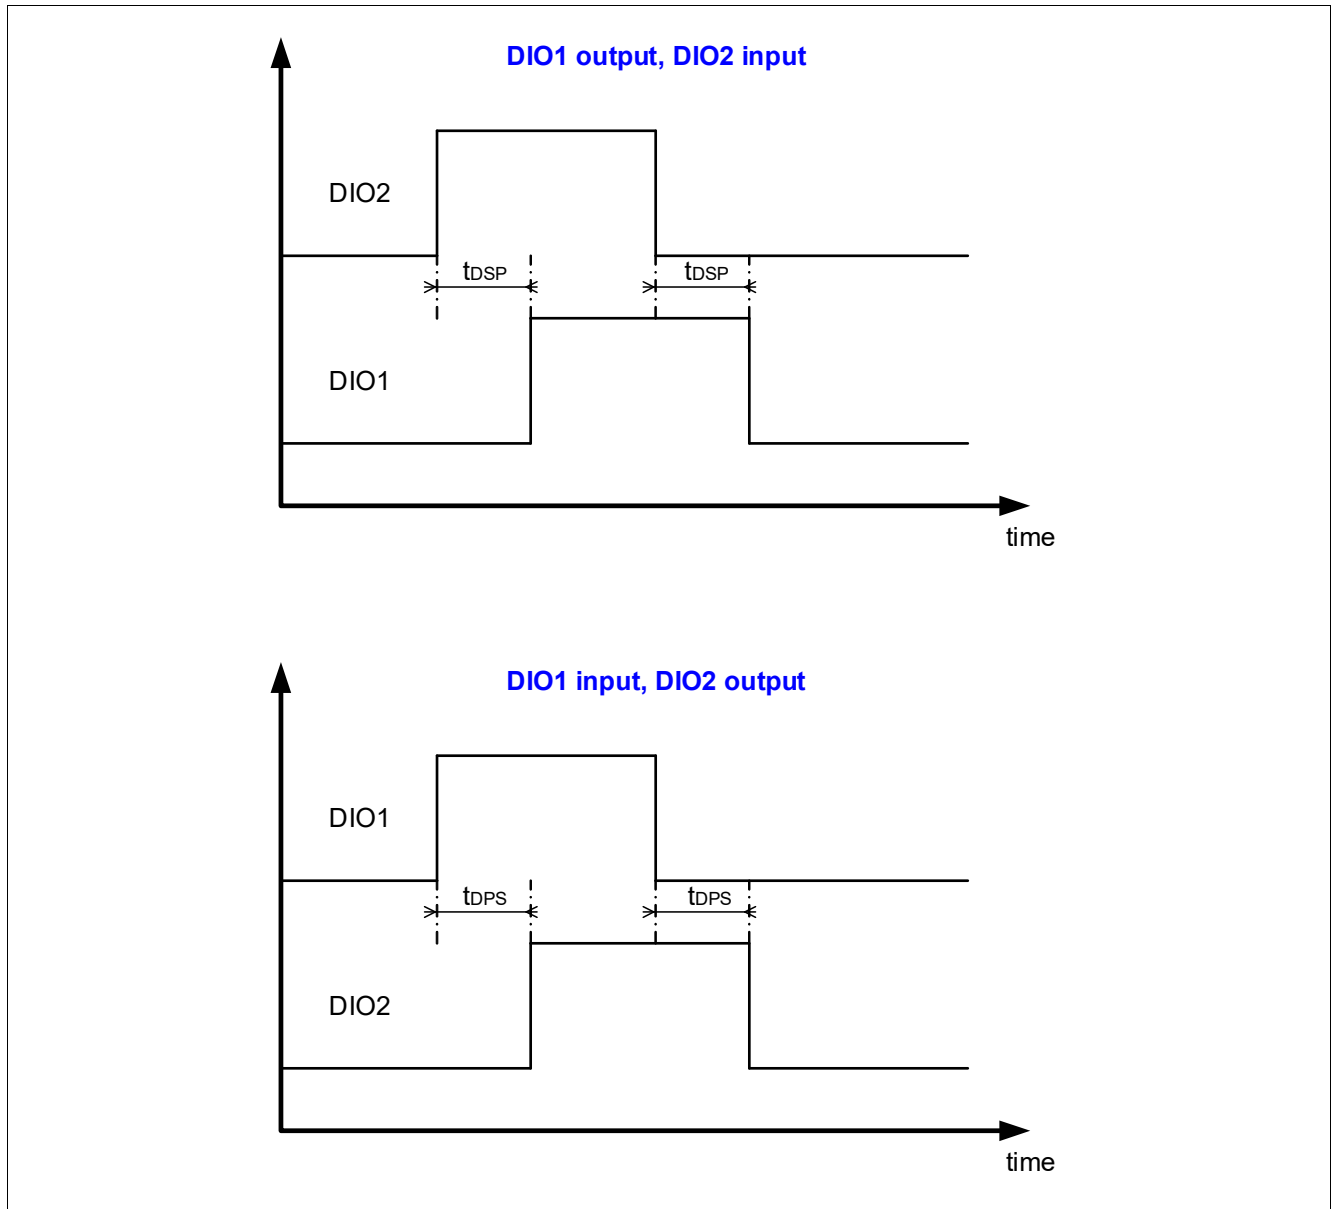 DIO1 output, DIO2 input
DIO2
tDSP tDSP
DIO1
time
DIO1 input, DIO2 output
DIO1
tDPS tDPS
DIO2
time